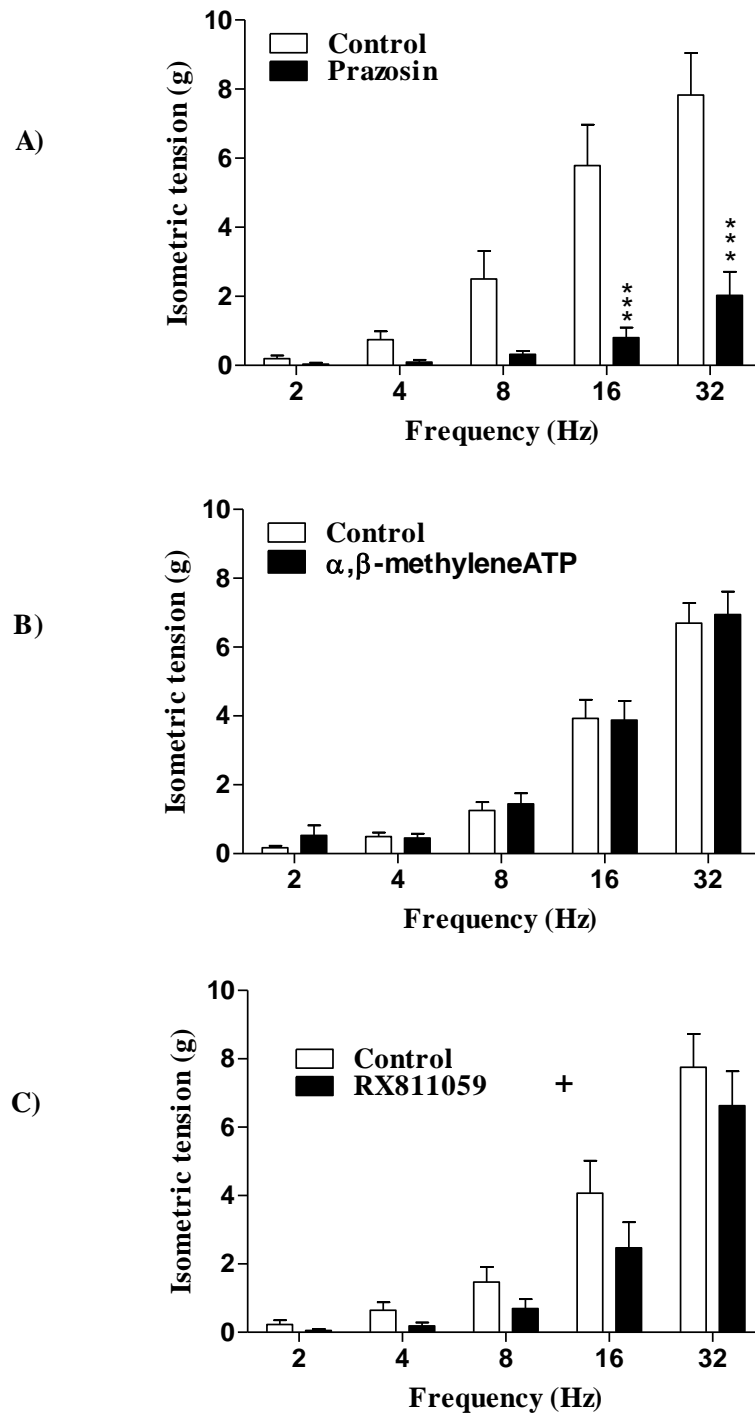 A)
Isometric tension (g)
10
8
6
4
2
0
Control
Prazosin
***
***
2 4 8 16 32
Frequency (Hz)
B)
Isometric tension (g)
10
8
6
4
2
0
Control
α,β-methyleneATP
2 4 8 16 32
Frequency (Hz)
C)
Isometric tension (g)
10
8
6
4
2
0
Control
RX811059 +
2 4 8 16 32
Frequency (Hz)